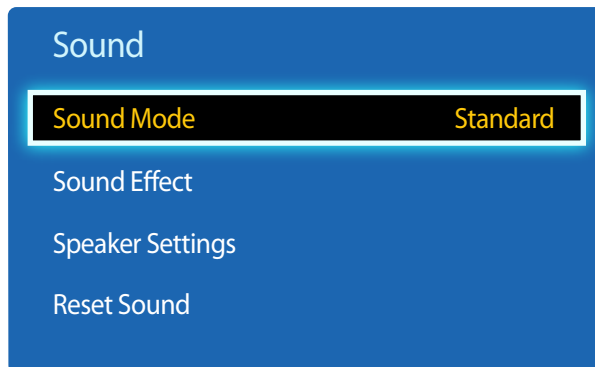 Sound
Sound Mode Standard
Sound Effect
Speaker Settings
Reset Sound